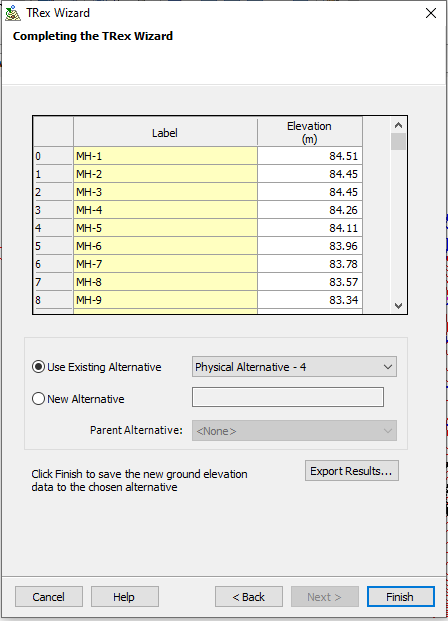 TRex Wizard
Completing the TRex Wizard
Label Elevation
(m)
0 MH-1 84.51
1 MH-2 84.45
2 MH-3 84.45
3 MH-4 84.26
4 MH-5 84.11
5 MH-6 83.96
6 MH-7 83.78
7 MH-8 83.57
8 MH-9 83.34
Use Existing Alternative Physical Alternative - 4
New Alternative
Parent Alternative: <None>
Click Finish to save the new ground elevation
data to the chosen alternative
Export Results...
Cancel Help < Back Next > Finish